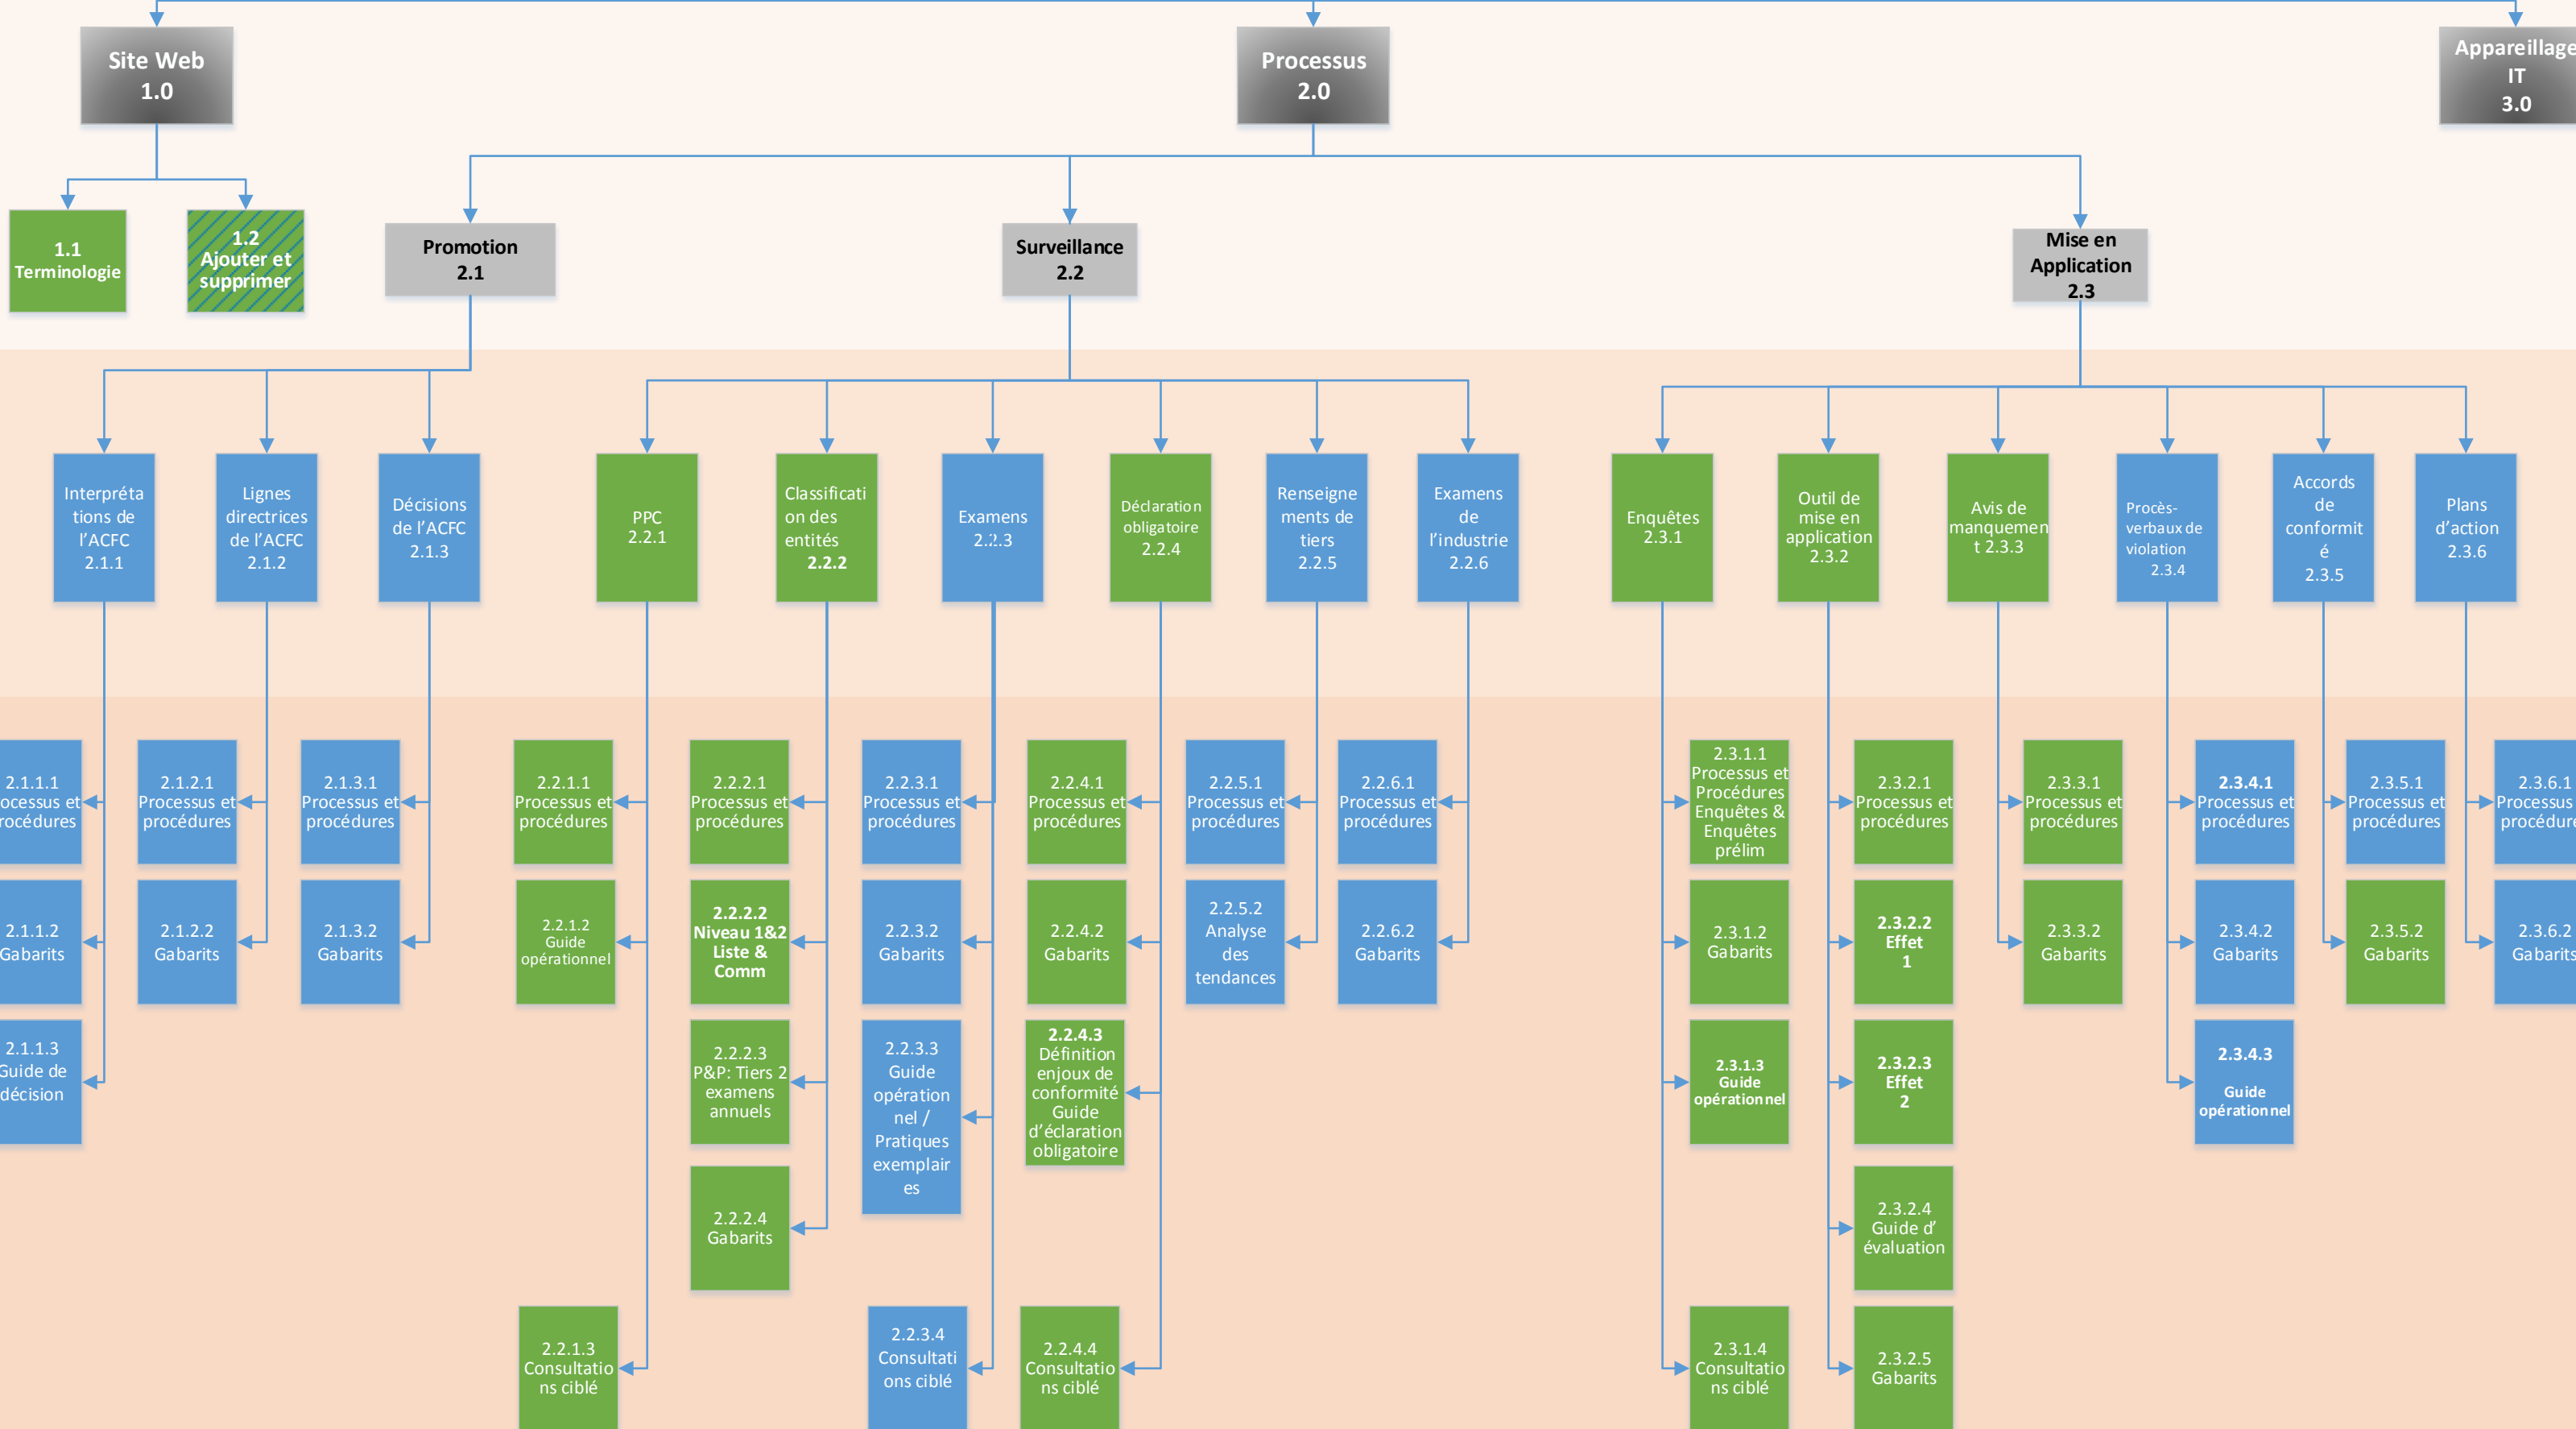 Site Web
1.0
Processus
2.0
Appareillage
IT
3.0
1.1
Terminologie
1.2
Ajouter et
supprimer
Promotion
2.1
Surveillance
2.2
Mise en
Application
2.3
Interpréta
tions de
l’ACFC
2.1.1
Lignes
directrices
de l’ACFC
2.1.2
Décisions
de l’ACFC
2.1.3
PPC
2.2.1
Classificati
on des
entités
2.2.2
Examens
2.2.3
Déclaration
obligatoire
2.2.4
Renseigne
ments de
tiers
2.2.5
Examens
de
l’industrie
2.2.6
Enquêtes
2.3.1
Outil de
mise en
application
2.3.2
Avis de
manquemen
t 2.3.3
Procès-
verbaux de
violation
2.3.4
Accords
de
conformit
é
2.3.5
Plans
d’action
2.3.6
2.1.1.1
ocessus et
rocédures
2.1.2.1
Processus et
procédures
2.1.3.1
Processus et
procédures
2.2.1.1
Processus et
procédures
2.2.2.1
Processus et
procédures
2.2.3.1
Processus et
procédures
2.2.4.1
Processus et
procédures
2.2.5.1
Processus et
procédures
2.2.6.1
Processus et
procédures
2.3.1.1
Processus et
Procédures
Enquêtes &
Enquêtes
prélim
2.3.2.1
Processus et
procédures
2.3.3.1
Processus et
procédures
2.3.4.1
Processus et
procédures
2.3.5.1
Processus et
procédures
2.3.6.1
Processus
procédure
2.1.1.2
Gabarits
2.1.2.2
Gabarits
2.1.3.2
Gabarits
2.2.1.2
Guide
opérationnel
2.2.2.2
Niveau 1&2
Liste &
Comm
2.2.3.2
Gabarits
2.2.4.2
Gabarits
2.2.5.2
Analyse
des
tendances
2.2.6.2
Gabarits
2.3.1.2
Gabarits
2.3.2.2
Effet
1
2.3.3.2
Gabarits
2.3.4.2
Gabarits
2.3.5.2
Gabarits
2.3.6.2
Gabarits
2.1.1.3
Guide de
décision
2.2.2.3
P&P: Tiers 2
examens
annuels
2.2.3.3
Guide
opération
nel /
Pratiques
exemplair
es
2.2.4.3
Définition
enjoux de
conformité
Guide
d’éclaration
obligatoire
2.3.1.3
Guide
opérationnel
2.3.2.3
Effet
2
2.3.4.3
Guide
opérationnel
2.2.2.4
Gabarits
2.3.2.4
Guide d’
évaluation
2.2.1.3
Consultatio
ns ciblé
2.2.3.4
Consultati
ons ciblé
2.2.4.4
Consultatio
ns ciblé
2.3.1.4
Consultatio
ns ciblé
2.3.2.5
Gabarits